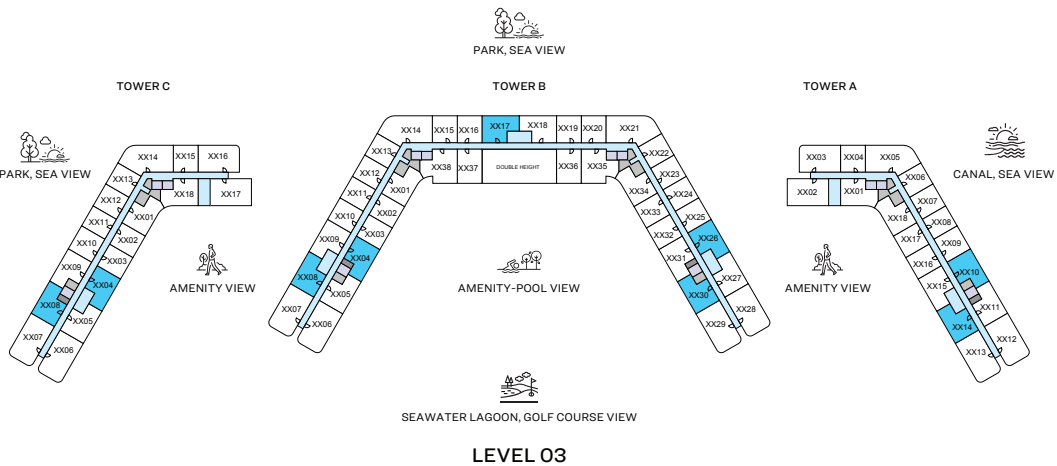 PARK, SEA VIEW
TOWER C
TOWER B
TOWER A
PARK, SEA VIEW
CANAL, SEA VIEW
XX14
XX15
XX16
XX13
XX12
XX11
XX10
XX09
XX08
XX07
XX06
XX05
XX04
XX03
XX02
XX01
XX18
XX17
AMENITY VIEW
XX14
XX15
XX16
XX17
XX18
XX19
XX20
XX21
XX13
XX12
XX11
XX10
XX09
XX08
XX07
XX06
XX05
XX04
XX03
XX02
XX01
XX38
XX37
DOUBLE HEIGHT
XX36
XX35
XX22
XX23
XX24
XX25
XX26
XX27
XX28
XX29
XX30
XX31
XX32
XX33
XX34
AMENITY-POOL VIEW
AMENITY VIEW
XX03
XX04
XX05
XX02
XX01
XX06
XX07
XX08
XX09
XX10
XX11
XX12
XX13
XX14
XX15
XX16
XX17
XX18
SEAWATER LAGOON, GOLF COURSE VIEW
LEVEL 03